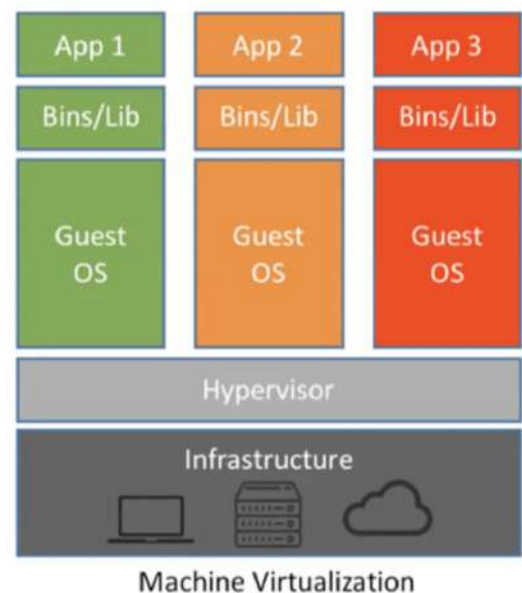 App 1
App 2
App 3
Bins/Lib
Bins/Lib
Bins/Lib
Guest
OS
Guest
OS
Guest
OS
Hypervisor
Infrastructure
Machine Virtualization